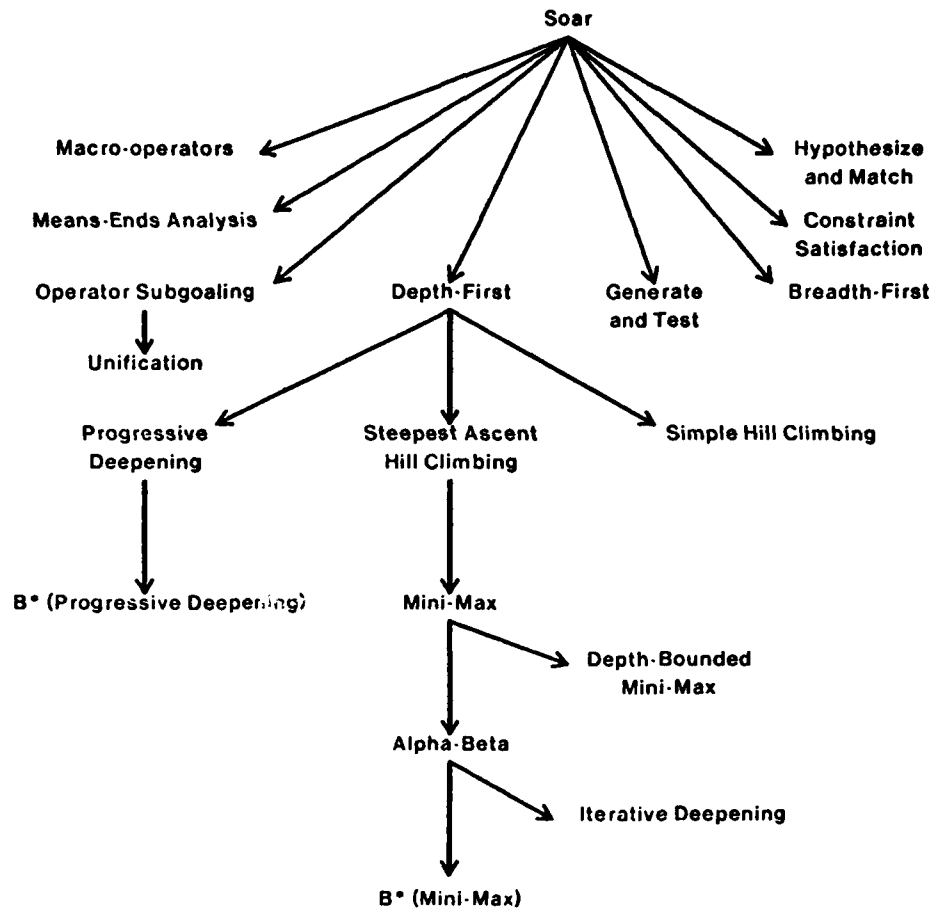 Soar
Macro-operators
Hypothesize
and Match
Means-Ends Analysis
Constraint
Satisfaction
Operator Subgoaling
Depth-First
Generate
and Test
Breadth-First
Unification
Progressive
Deepening
Steepest Ascent
Hill Climbing
Simple Hill Climbing
B* (Progressive Deepening)
Mini-Max
Depth-Bounded
Mini-Max
Alpha-Beta
Iterative Deepening
B* (Mini-Max)